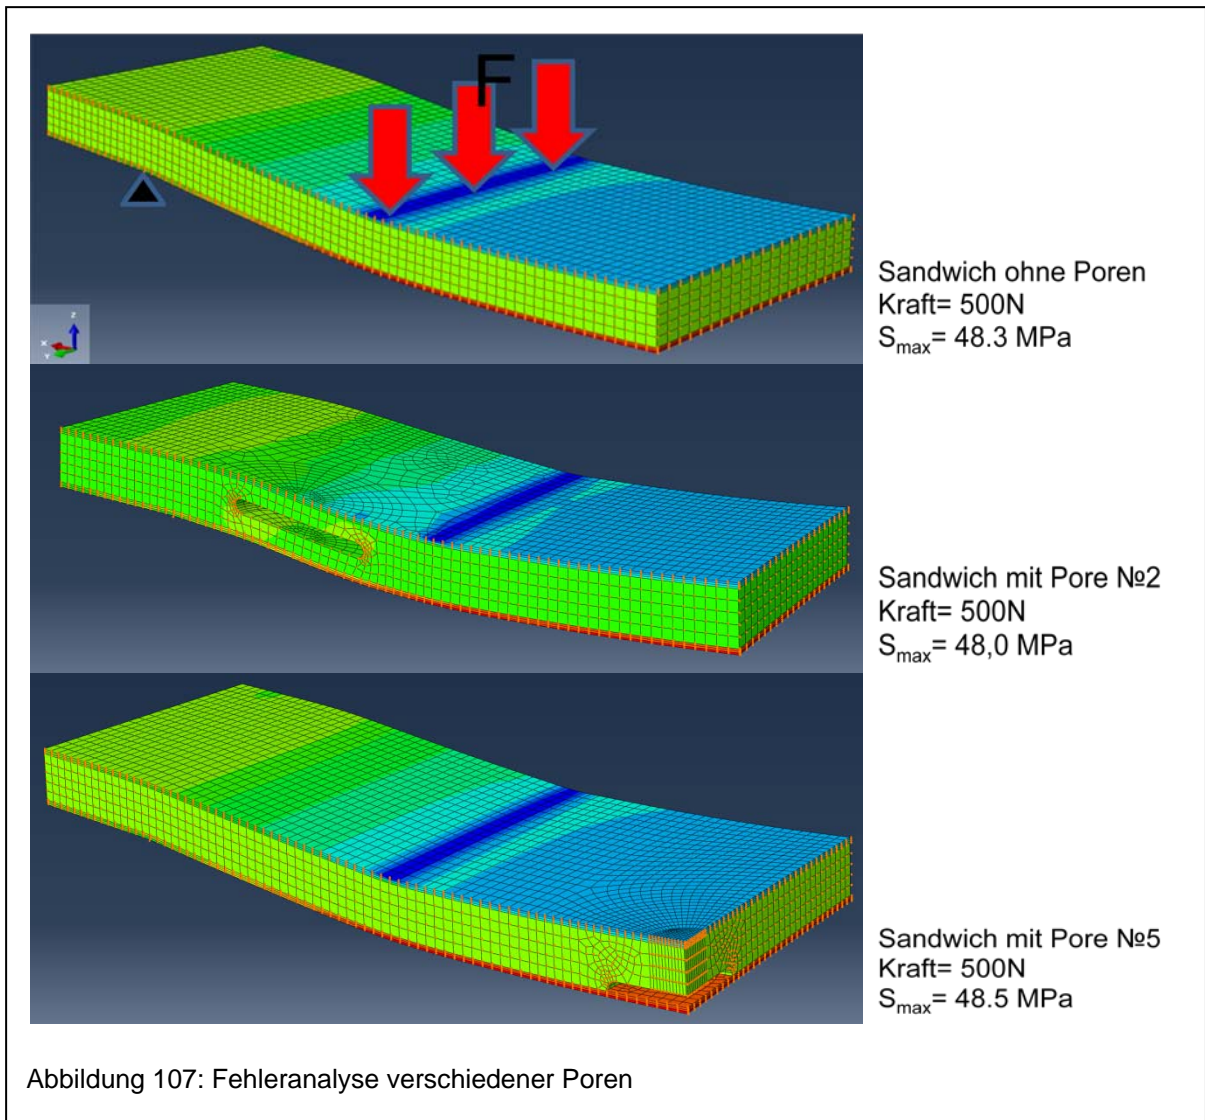 F
Sandwich ohne Poren
Kraft= 500N
Smax= 48.3 MPa
z
x
Y
Sandwich mit Pore №2
Kraft= 500N
Smax= 48,0 MPa
Sandwich mit Pore №5
Kraft= 500N
Smax= 48.5 MPa
Abbildung 107: Fehleranalyse verschiedener Poren